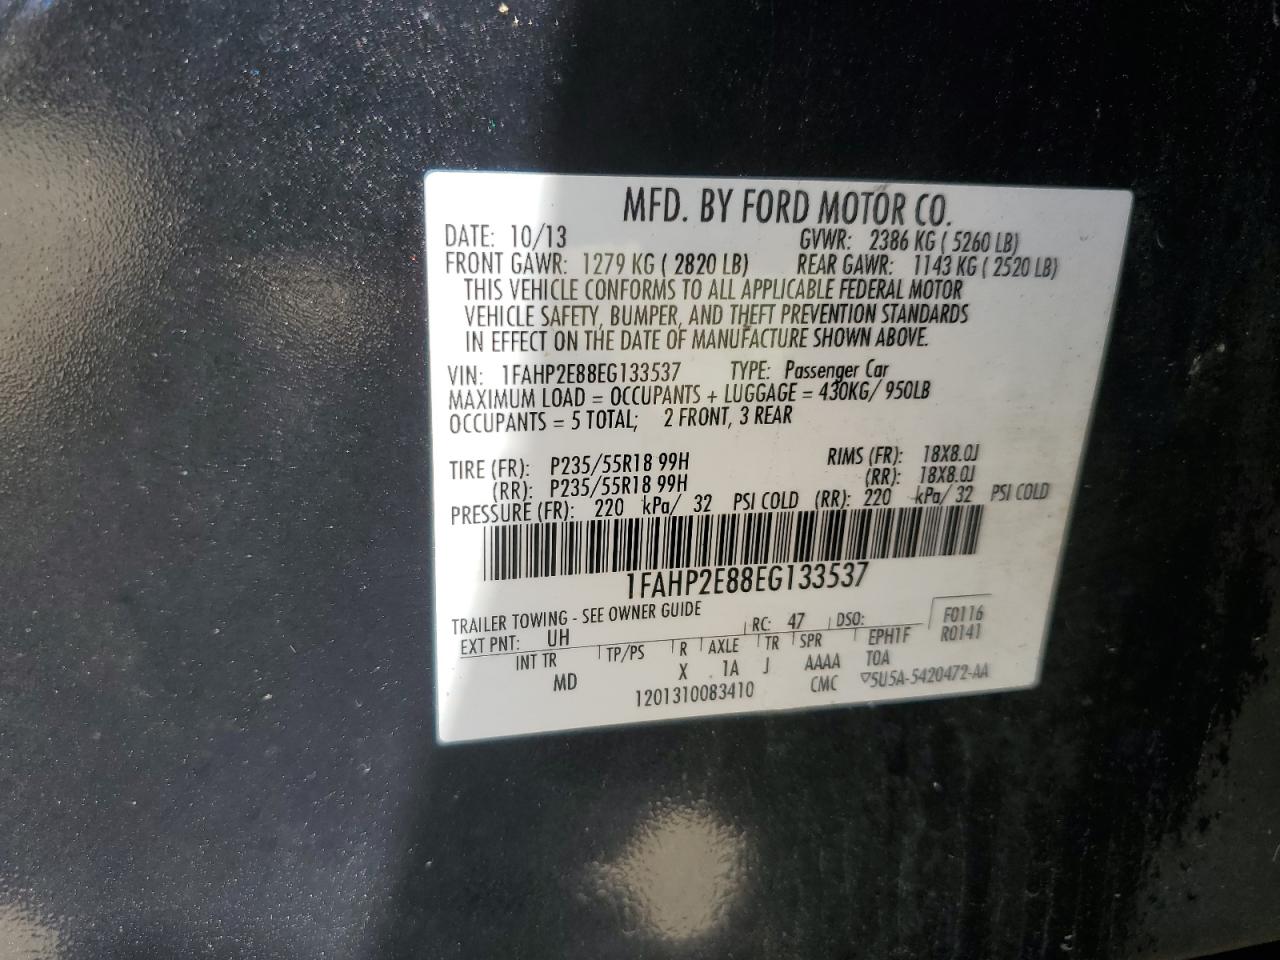 MFD. BY FORD MOTOR CO.
DATE: 10/13 GVWR: 2386 KG ( 5260 LB)
FRONT GAWR: 1279 KG ( 2820 LB) REAR GAWR: 1143 KG ( 2520 LB)
THIS VEHICLE CONFORMS TO ALL APPLICABLE FEDERAL MOTOR
VEHICLE SAFETY, BUMPER, AND THEFT PREVENTION STANDARDS
IN EFFECT ON THE DATE OF MANUFACTURE SHOWN ABOVE.
VIN: 1FAHP2E88EG133537 TYPE: Passenger Car
MAXIMUM LOAD = OCCUPANTS + LUGGAGE = 430KG/ 950LB
OCCUPANTS = 5 TOTAL; 2 FRONT, 3 REAR
TIRE (FR): P235/55R18 99H RIMS (FR): 18X8.0J
(RR): P235/55R18 99H (RR): 18X8.0J
PRESSURE (FR): 220 kPa/ 32 PSI COLD (RR): 220 kPa/ 32 PSI COLD
1FAHP2E88EG133537
TRAILER TOWING - SEE OWNER GUIDE
EXT PNT: UH RC: 47 DSO: F0116
INT TR TP/PS R AXLE TR SPR EPH1F R0141
MD X 1A J AAAA TOA
1201310083410 CMC ▽5U5A-5420472-AA